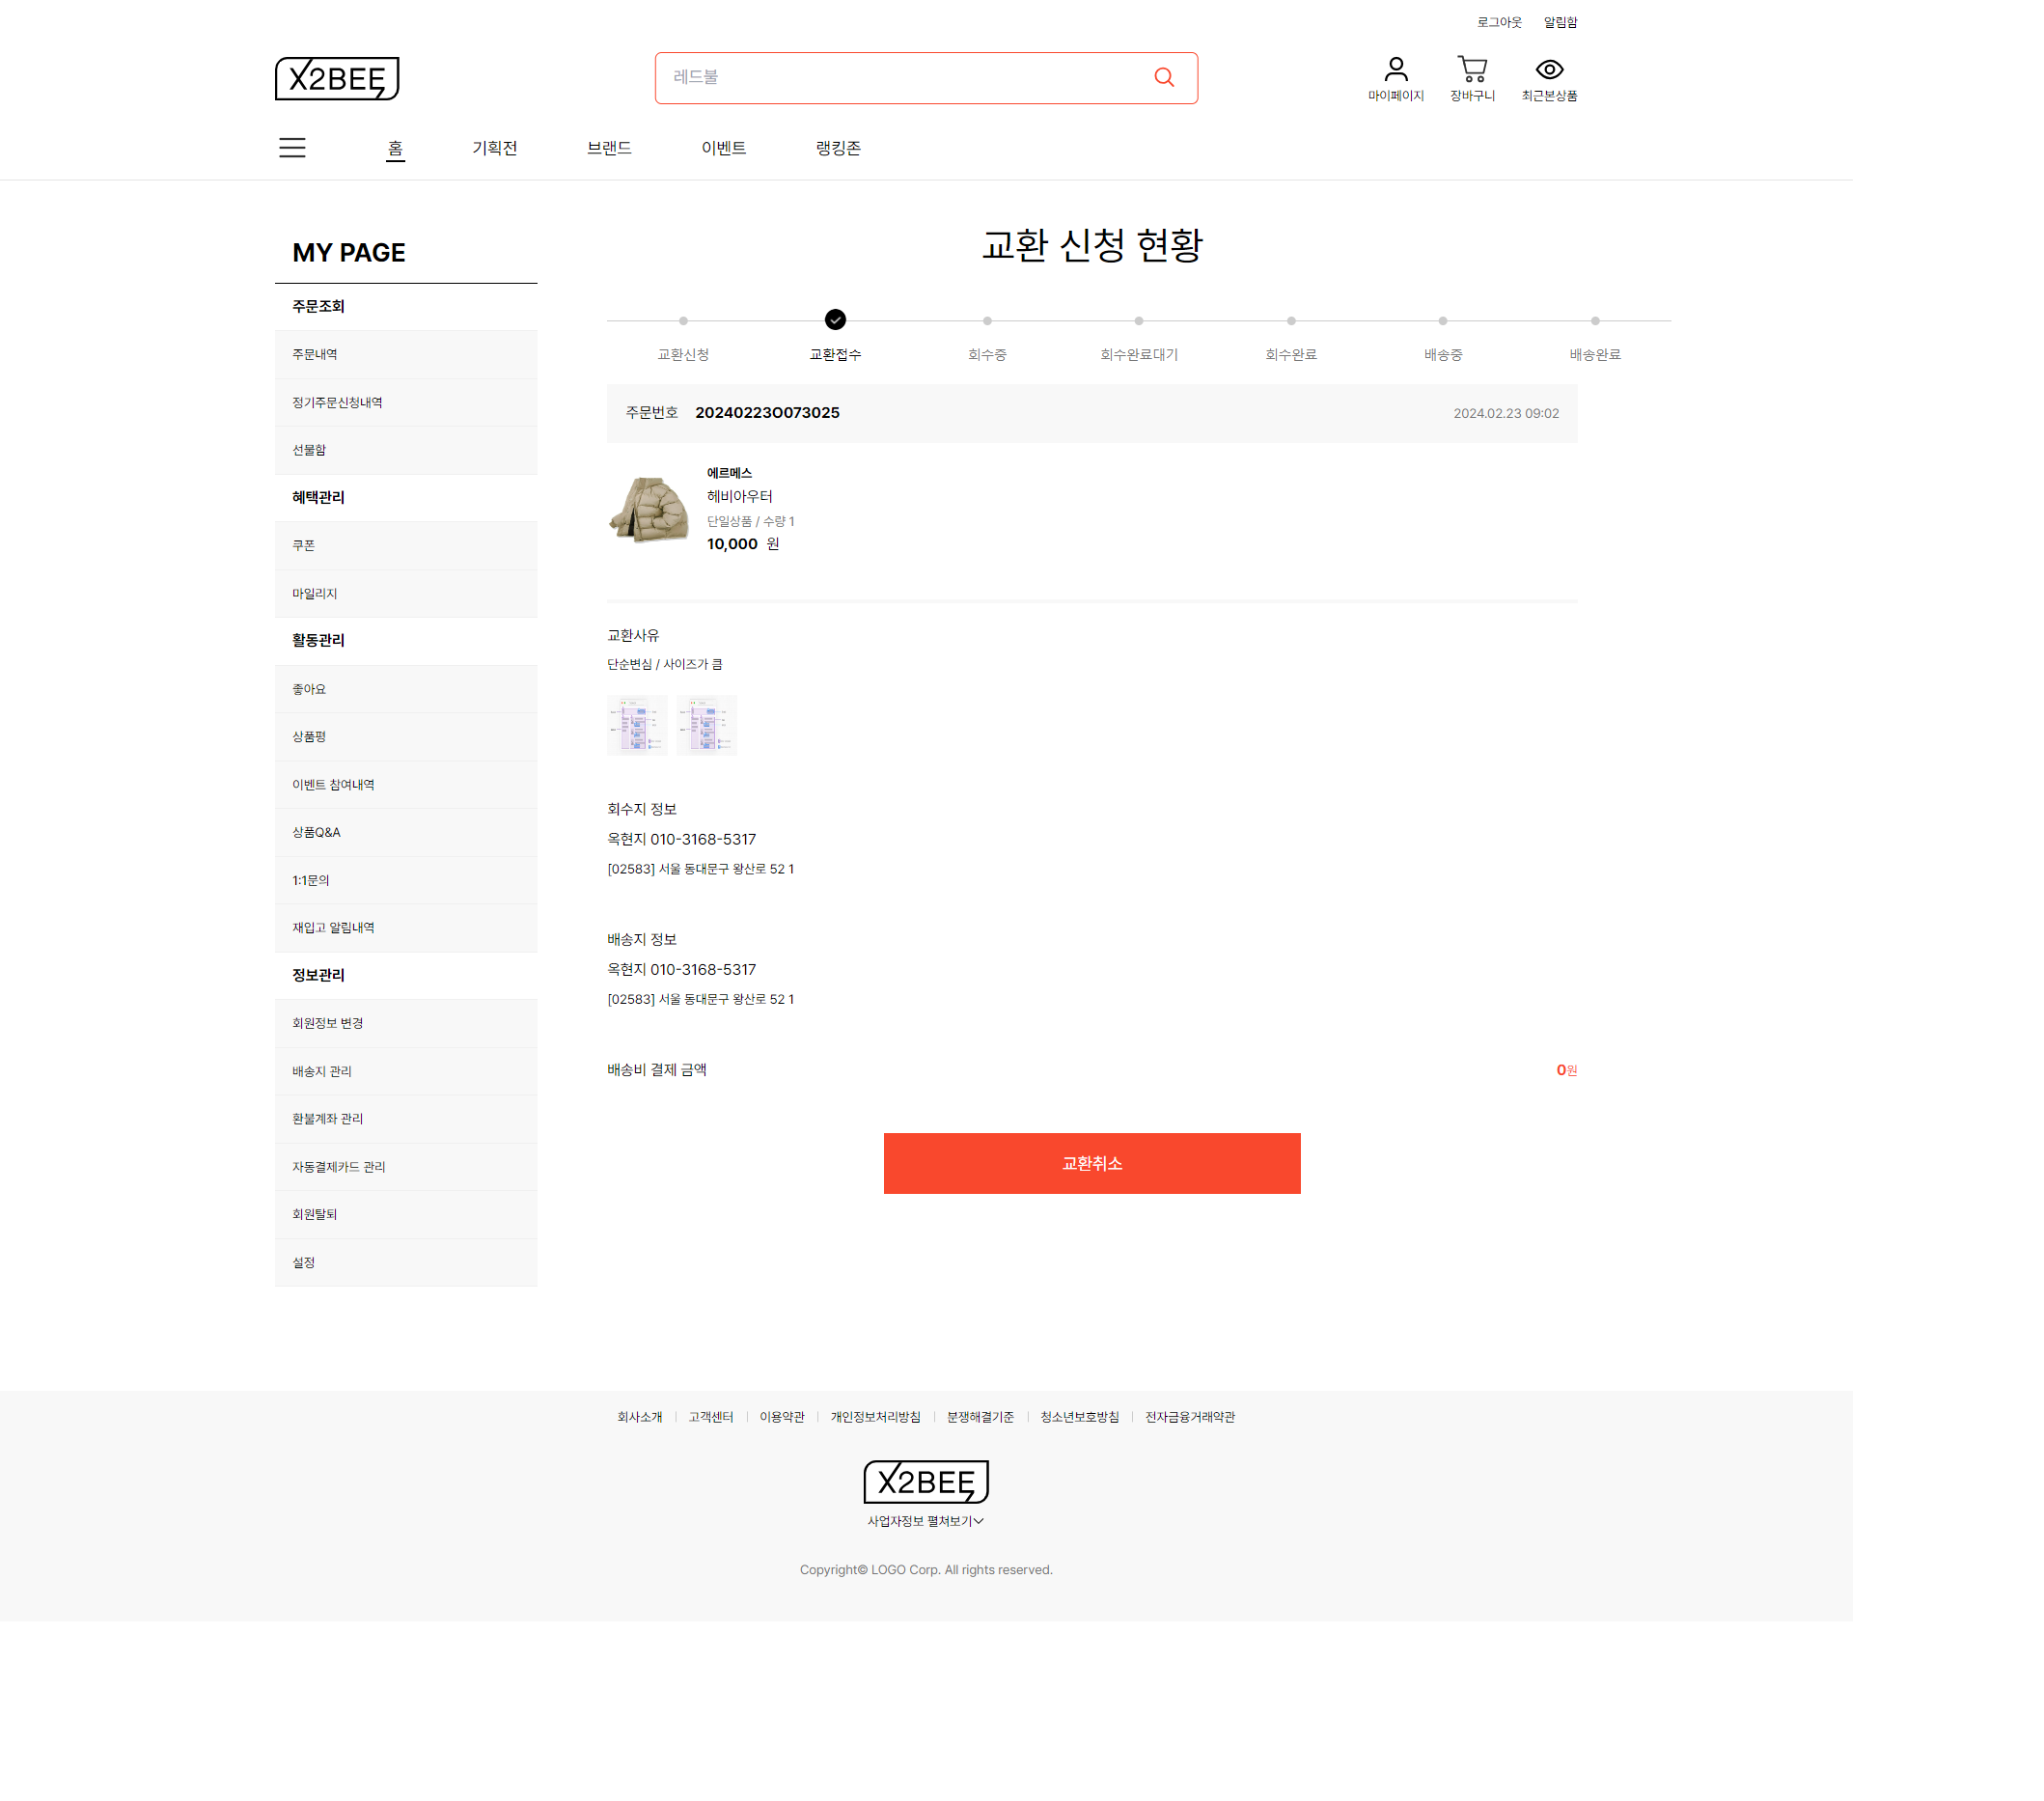 로그아웃 알림함
X2BEE
레드불
마이페이지 장바구니 최근본상품
홈 기획전 브랜드 이벤트 랭킹존
MY PAGE
주문조회
주문내역
정기주문신청내역
선물함
혜택관리
쿠폰
마일리지
활동관리
좋아요
상품평
이벤트 참여내역
상품Q&A
1:1문의
재입고 알림내역
정보관리
회원정보 변경
배송지 관리
환불계좌 관리
자동결제카드 관리
회원탈퇴
설정
교환 신청 현황
교환신청 교환접수 회수중 회수완료대기 회수완료 배송중 배송완료
주문번호 20240223O073025 2024.02.23 09:02
에르메스
헤비아우터
단일상품 / 수량 1
10,000 원
교환사유
단순변심 / 사이즈가 큼
회수지 정보
옥현지 010-3168-5317
[02583] 서울 동대문구 왕산로 52 1
배송지 정보
옥현지 010-3168-5317
[02583] 서울 동대문구 왕산로 52 1
배송비 결제 금액 0원
교환취소
회사소개 고객센터 이용약관 개인정보처리방침 분쟁해결기준 청소년보호방침 전자금융거래약관
X2BEE
사업자정보 펼쳐보기
Copyright© LOGO Corp. All rights reserved.